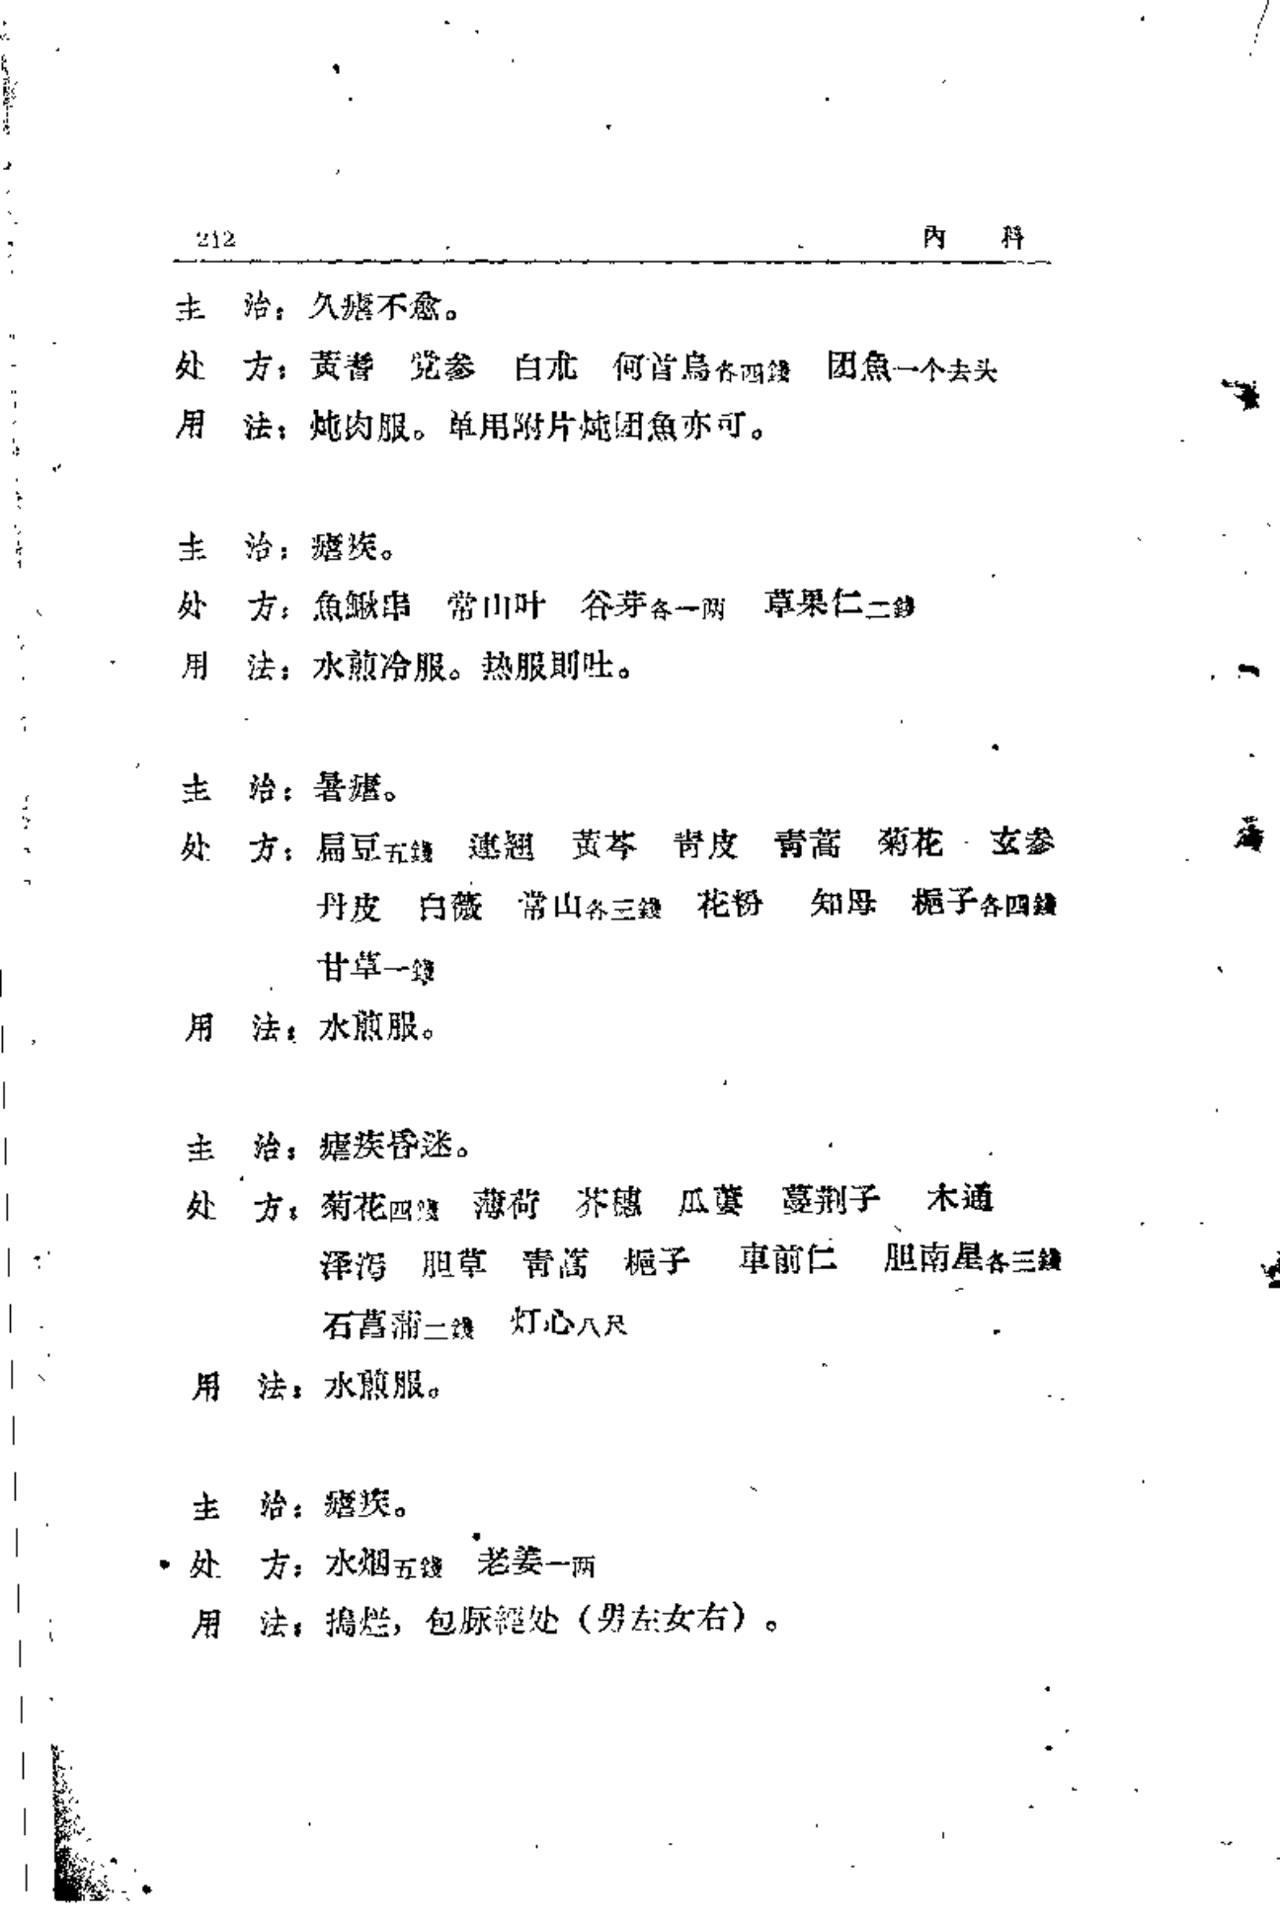 212 內科
主治：久瘧不愈。
处方：黃耆 党参 白朮 何首烏各四錢 团魚一个去头
用法：炖肉服。单用附片炖团魚亦可。
主治：瘧疾。
处方：魚鰍串 常山叶 谷芽各一两 草果仁二錢
用法：水煎冷服。热服則吐。
主治：暑瘧。
处方：扁豆五錢 連翘 黃芩 青皮 青蒿 菊花 玄参
丹皮 白薇 常山各三錢 花粉 知母 梔子各四錢
甘草一錢
用法：水煎服。
主治：瘧疾昏迷。
处方：菊花四錢 薄荷 芥穗 瓜蔞 蔓荆子 木通
泽泻 胆草 青蒿 梔子 車前仁 胆南星各三錢
石菖蒲二錢 灯心八尺
用法：水煎服。
主治：瘧疾。
处方：水烟五錢 老姜一两
用法：搗烂，包脉經处（男左女右）。